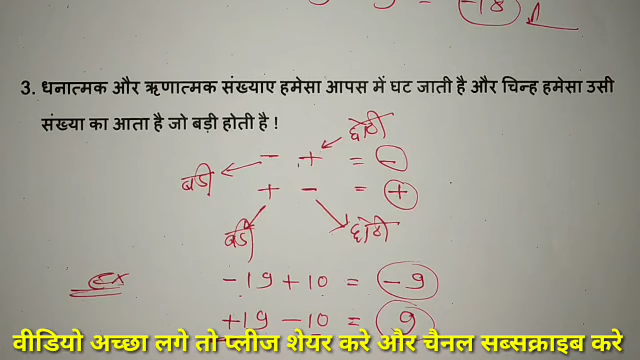 -18
3. धनात्मक और ऋणात्मक संख्याए हमेसा आपस में घट जाती है और चिन्ह हमेसा उसी
संख्या का आता है जो बड़ी होती है !
छोटी
- + = -
बडी
+ - = +
बडी छोटी
Ex -19+10 = -9
+19-10 = 9
वीडियो अच्छा लगे तो प्लीज शेयर करे और चैनल सब्सक्राइब करे